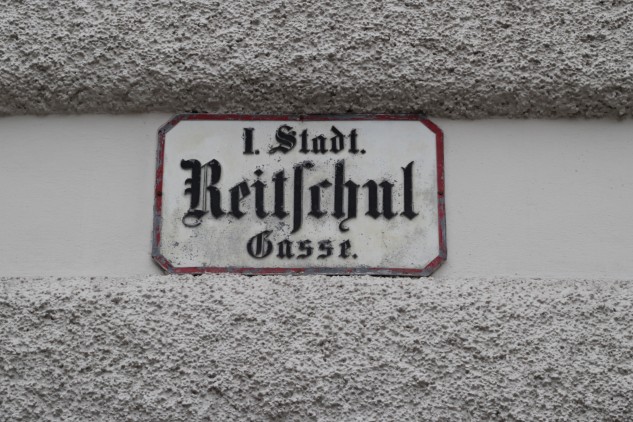 I. Stadt.
Reitſchul
Gasse.